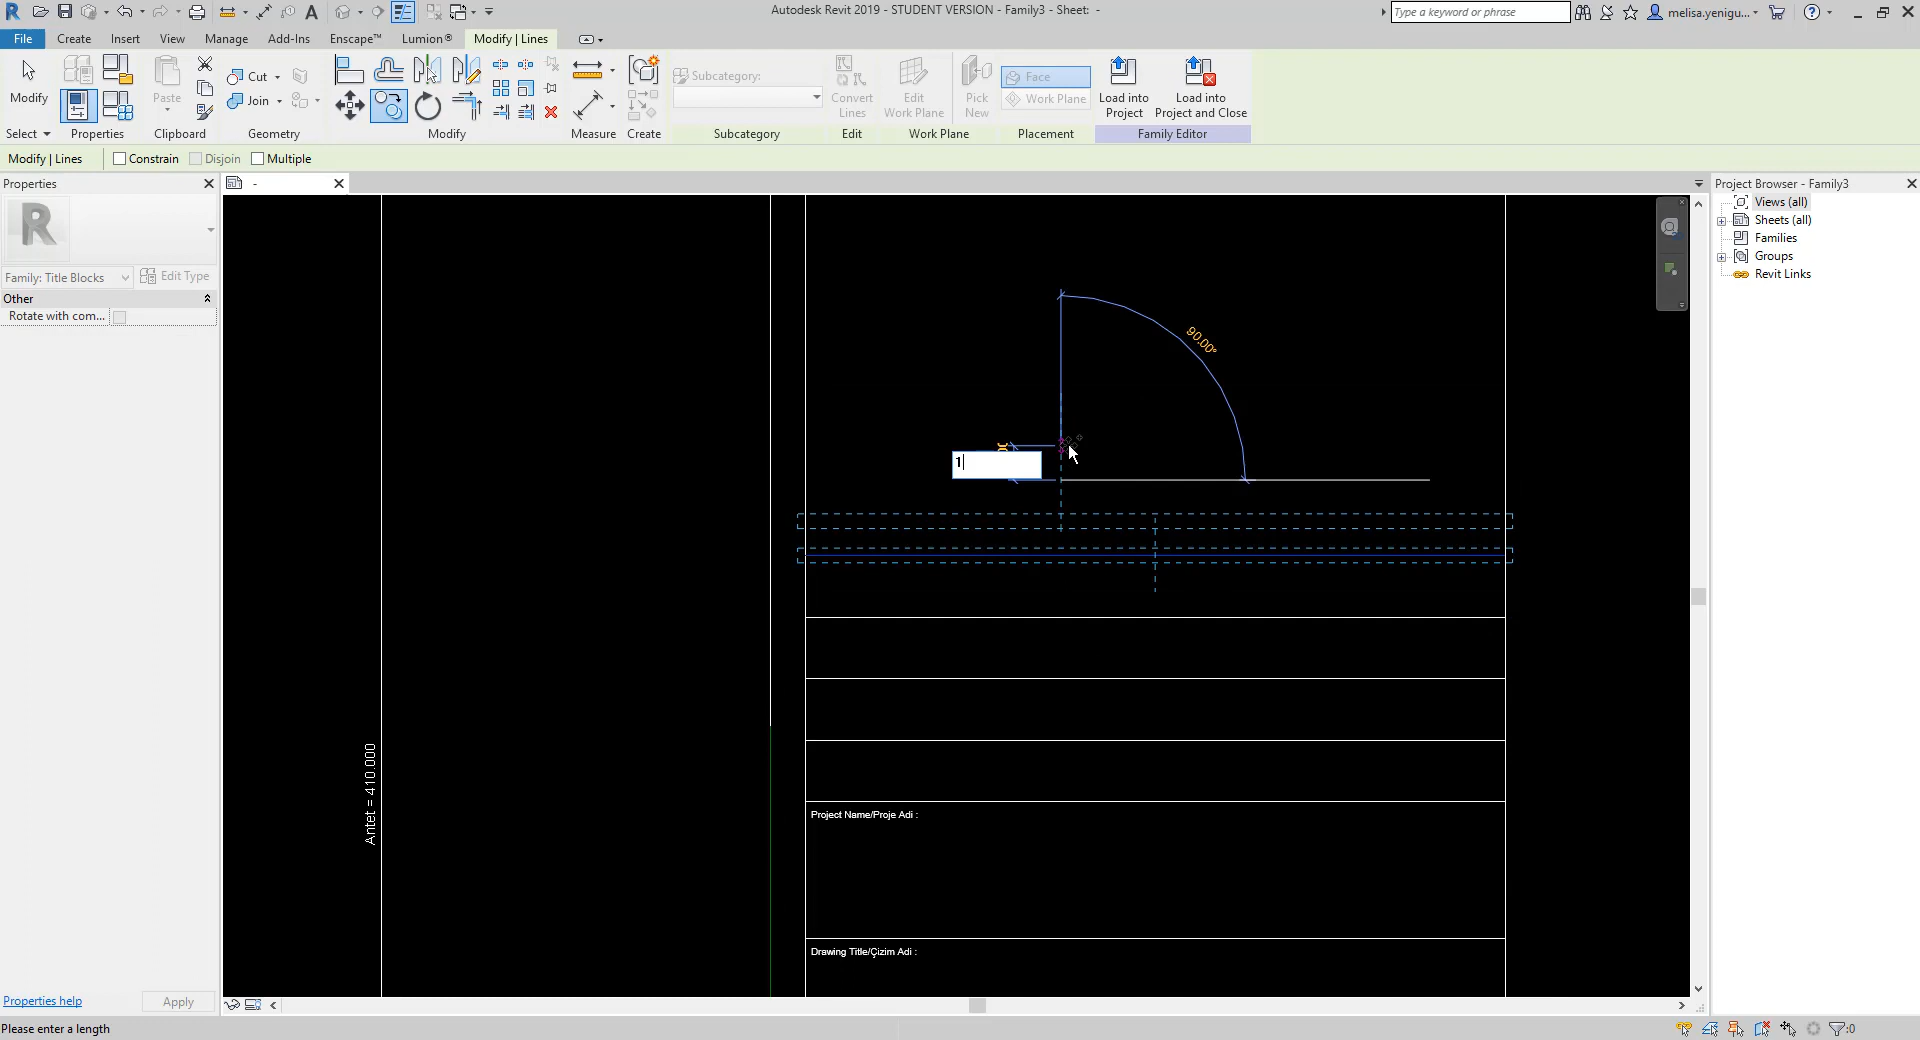 Autodesk Revit 2019 - STUDENT VERSION - Family3 - Sheet:  -
Type a keyword or phrase
melisa.yenigu...
File
Create
Insert
View
Manage
Add-Ins
Enscape™
Lumion®
Modify | Lines
Modify
Select
Properties
Paste
Clipboard
Cut
Join
Geometry
Modify
Measure
Create
Subcategory:
Subcategory
Convert
Lines
Edit
Edit
Work Plane
Work Plane
Pick
New
Face
Work Plane
Placement
Load into
Project
Load into
Project and Close
Family Editor
Modify | Lines
Constrain
Disjoin
Multiple
Properties
-
Project Browser - Family3
Family: Title Blocks
Edit Type
Other
Rotate with com...
Views (all)
Sheets (all)
Families
Groups
Revit Links
90.00°
1
Antet = 410.000
Project Name/Proje Adi :
Drawing Title/Çizim Adi :
Properties help
Apply
Please enter a length
:0